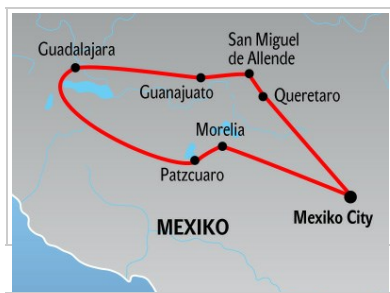 Guadalajara
San Miguel
de Allende
Guanajuato
Queretaro
Morelia
Patzcuaro
Mexiko City
MEXIKO